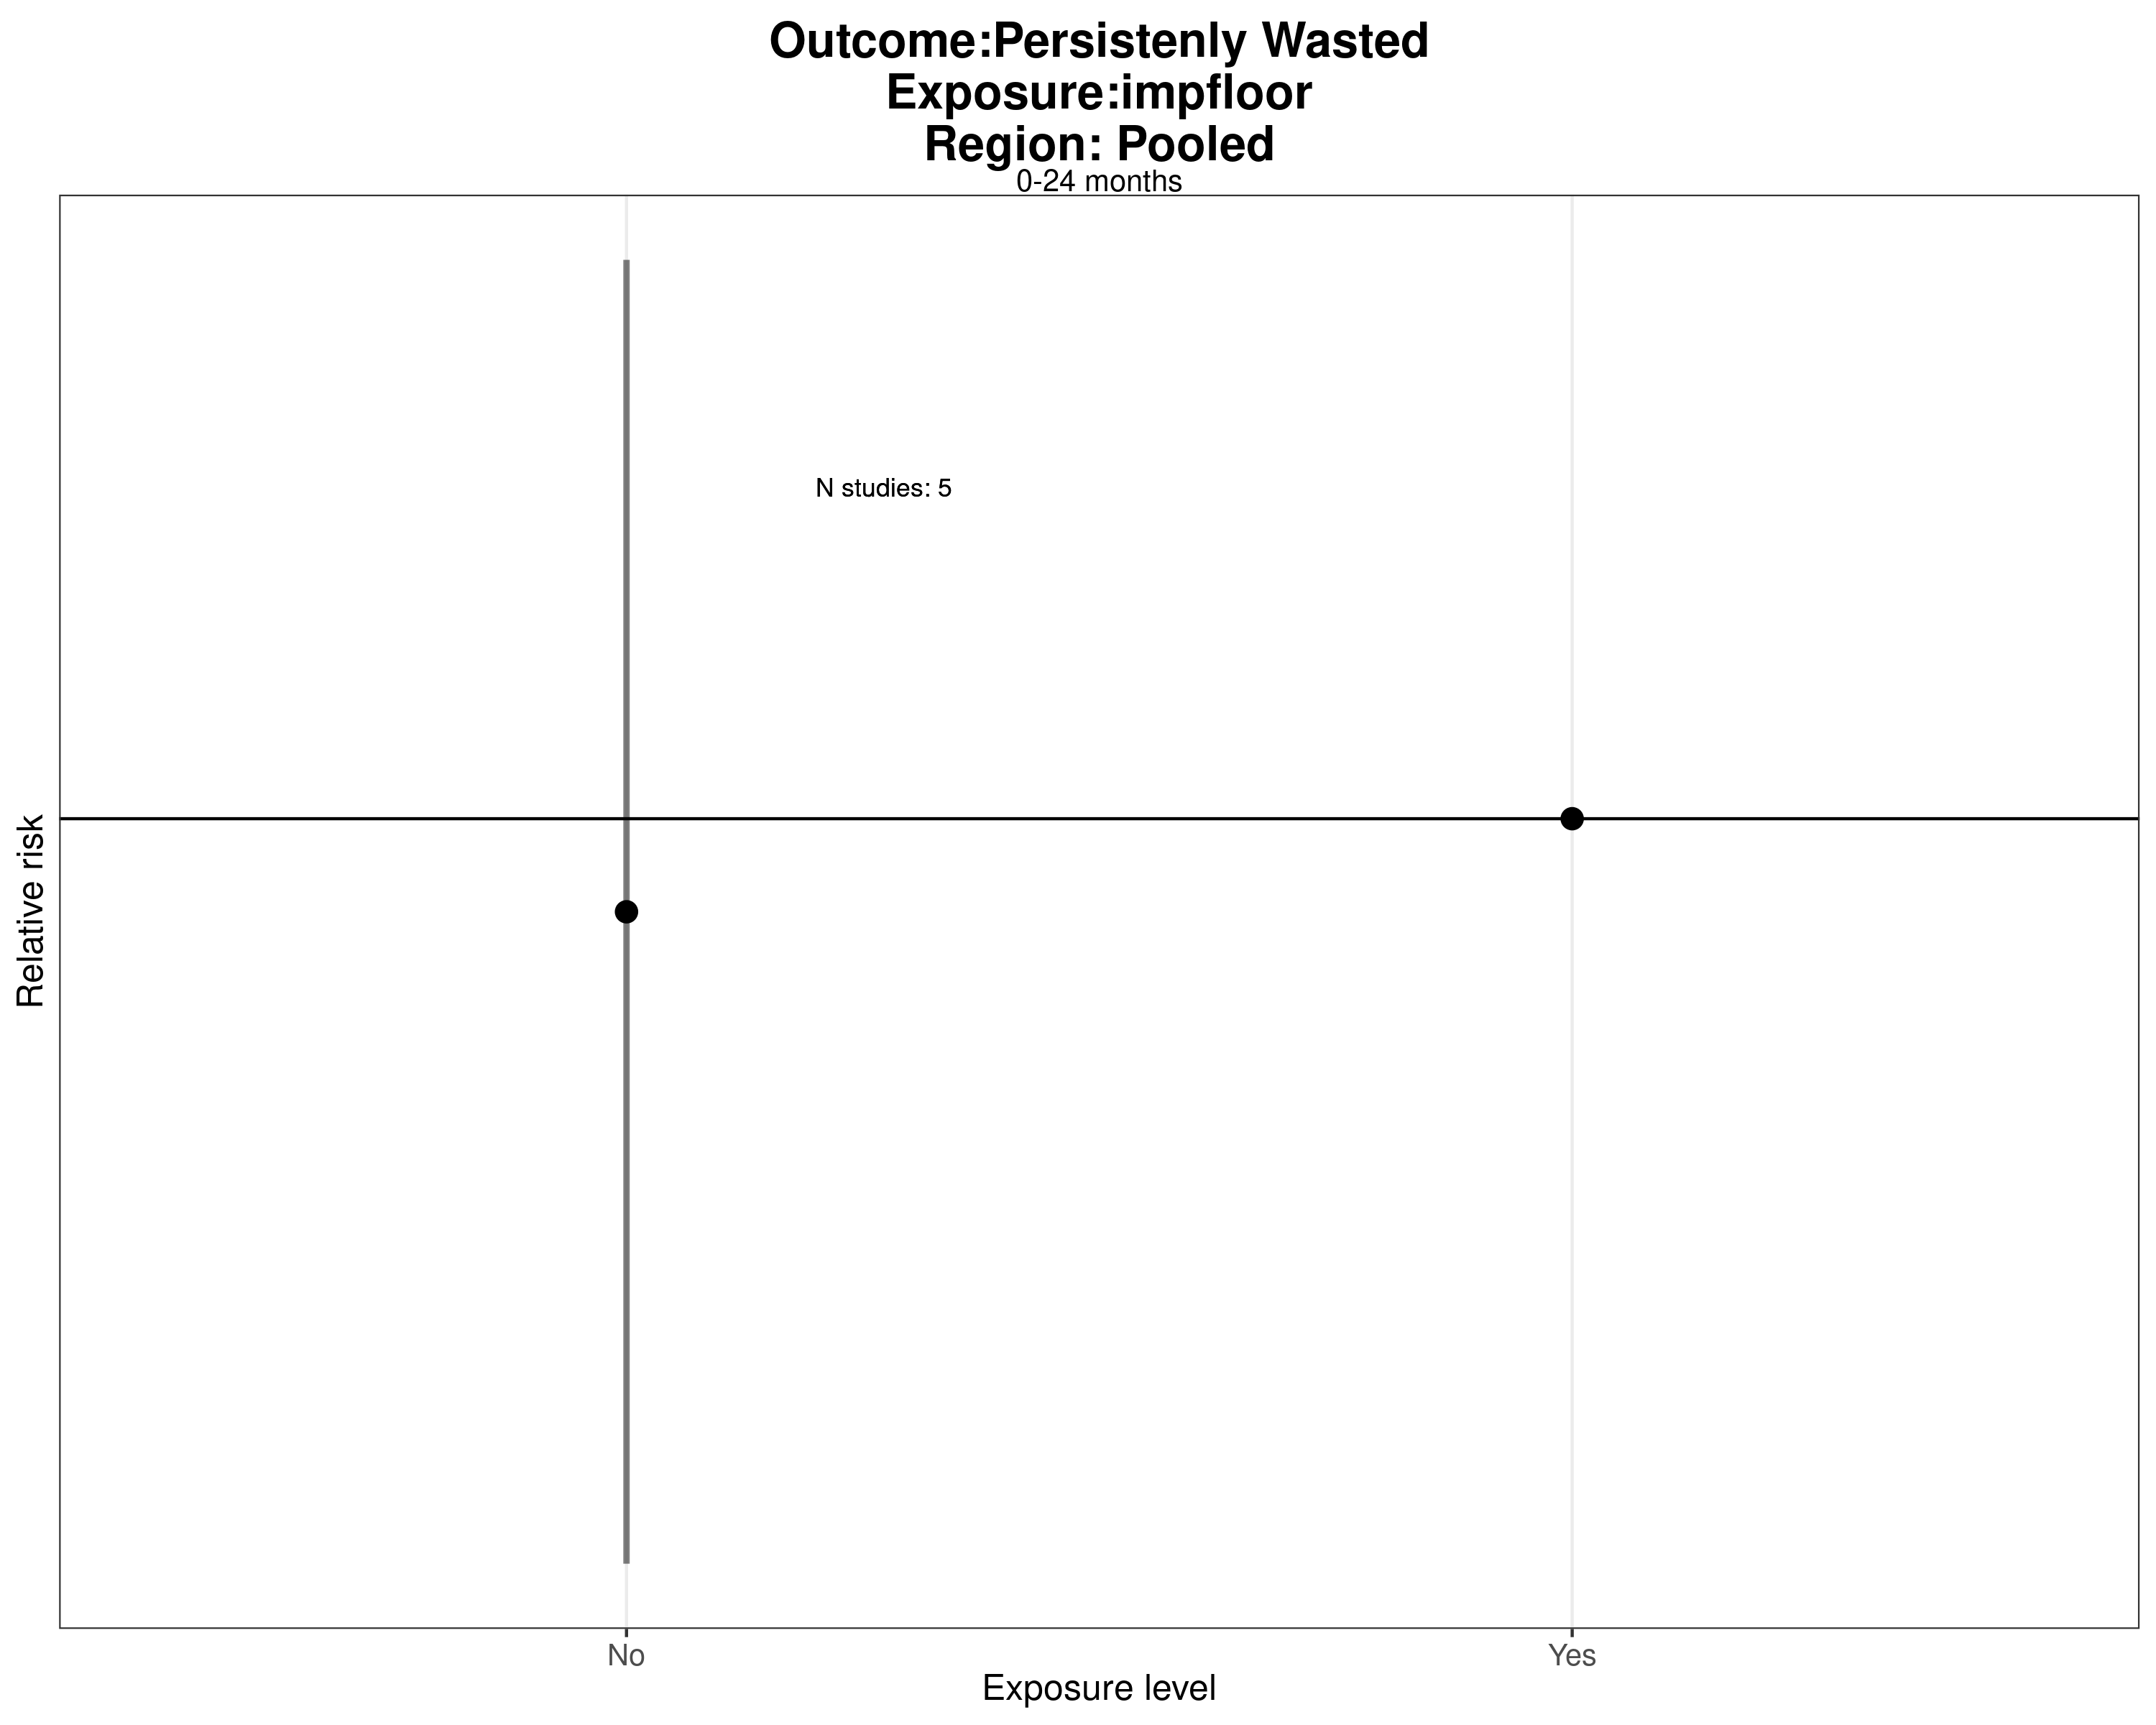 Outcome:Persistenly Wasted
Exposure:impfloor
Region: Pooled
0-24 months
N studies: 5
Relative risk
No
Yes
Exposure level